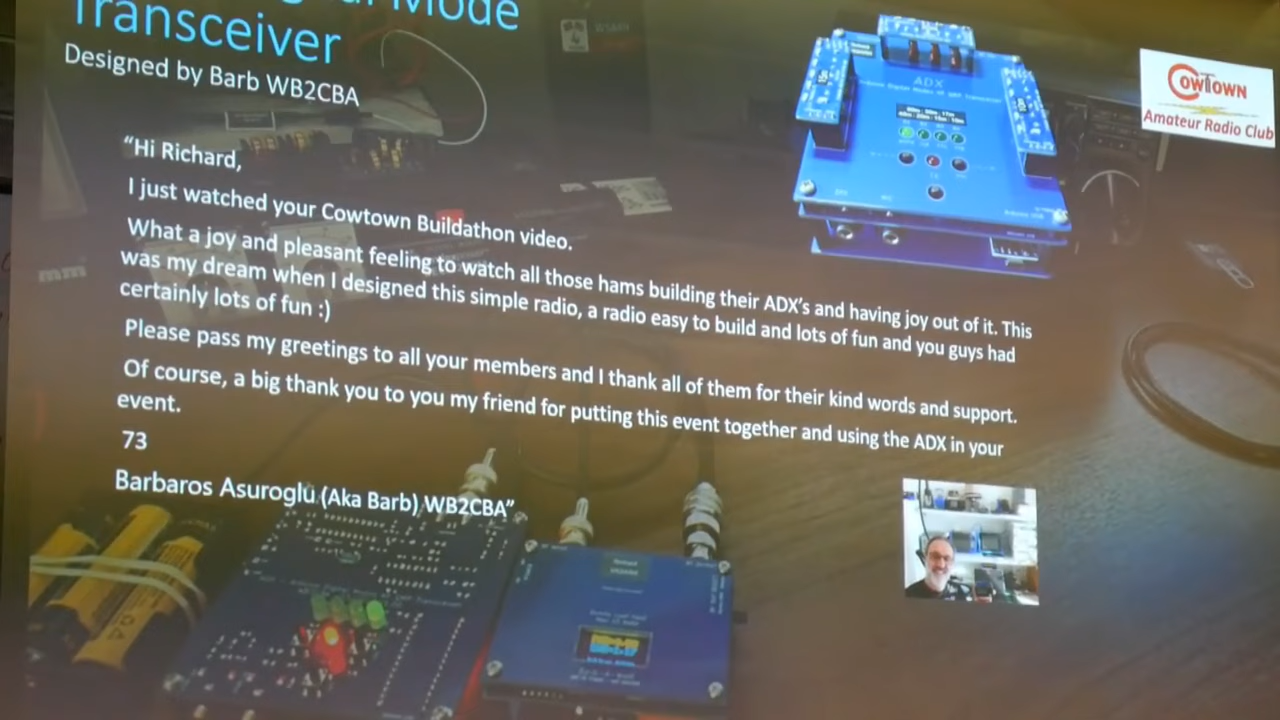 Mode
Transceiver
Designed by Barb WB2CBA
"Hi Richard,
I just watched your Cowtown Buildathon video.
What a joy and pleasant feeling to watch all those hams building their ADX's and having joy out of it. This
was my dream when I designed this simple radio, a radio easy to build and lots of fun and you guys had
certainly lots of fun :)
Please pass my greetings to all your members and I thank all of them for their kind words and support.
Of course, a big thank you to you my friend for putting this event together and using the ADX in your
event.
73
Barbaros Asuroglu (Aka Barb) WB2CBA"
ADX
COWTOWN
Amateur Radio Club